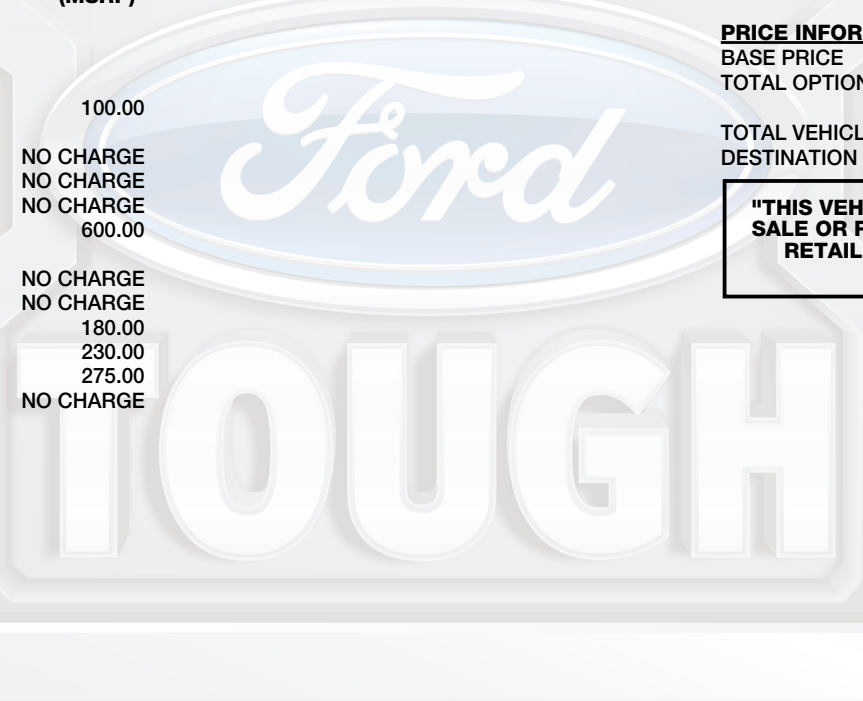 (MSRP)
100.00
NO CHARGE
NO CHARGE
NO CHARGE
600.00
NO CHARGE
NO CHARGE
180.00
230.00
275.00
NO CHARGE
PRICE INFOR
BASE PRICE
TOTAL OPTION
TOTAL VEHICL
DESTINATION
"THIS VEH
SALE OR
RETAIL
Ford
TOUGH